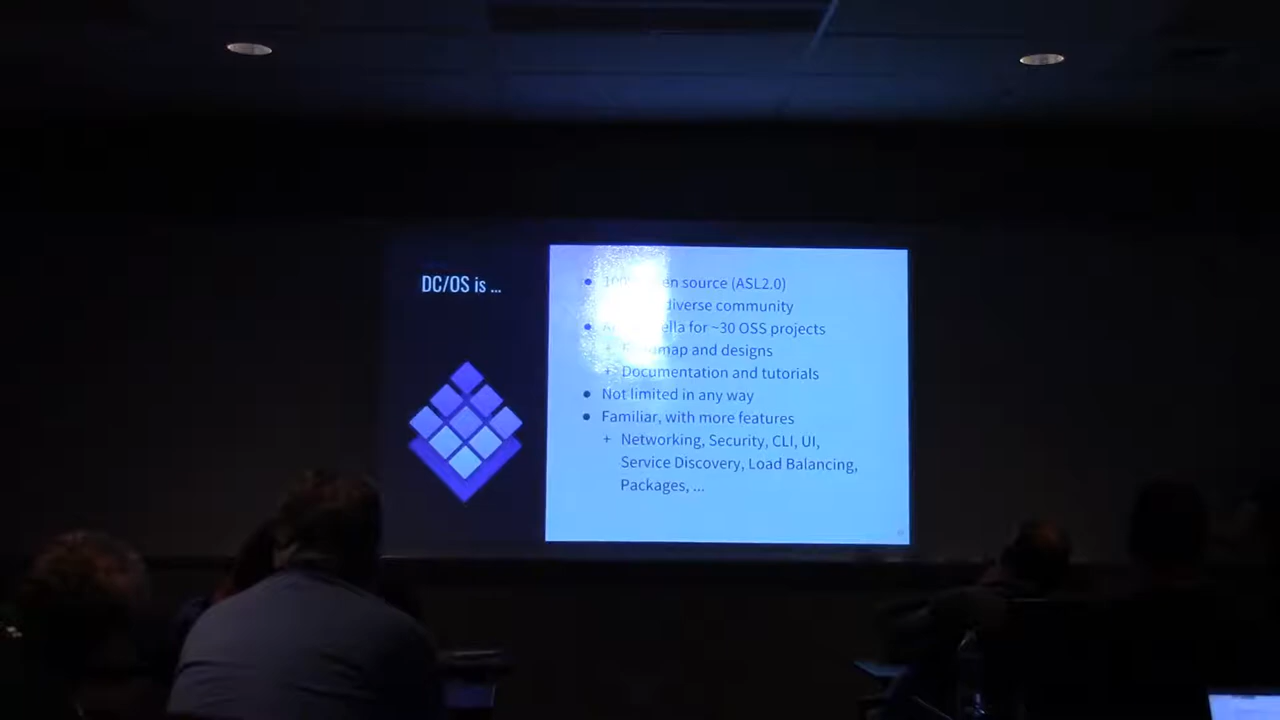 DC/OS is ...
source (ASL2.0)
diverse community
for ~30 OSS projects
+ and designs
+ Documentation and tutorials
• Not limited in any way
• Familiar, with more features
+ Networking, Security, CLI, UI,
Service Discovery, Load Balancing,
Packages, ...